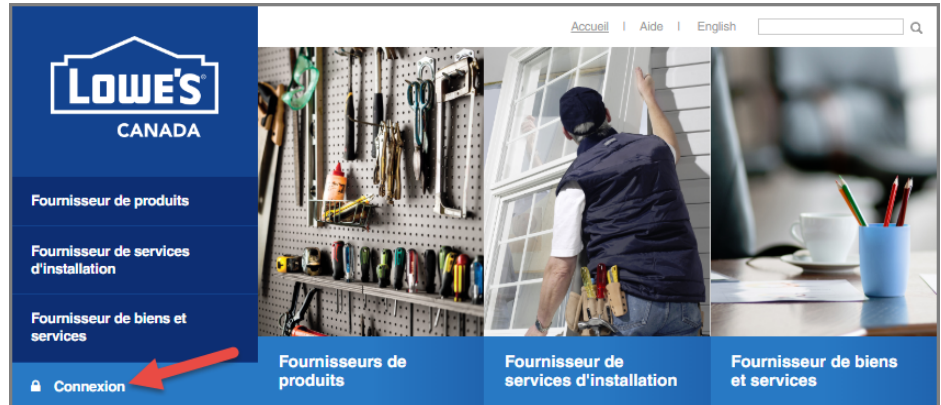 Accueil | Aide | English
LOWE'S®
CANADA
Fournisseur de produits
Fournisseur de services
d'installation
Fournisseur de biens et
services
Connexion
Fournisseurs de
produits
Fournisseur de
services d'installation
Fournisseur de biens
et services